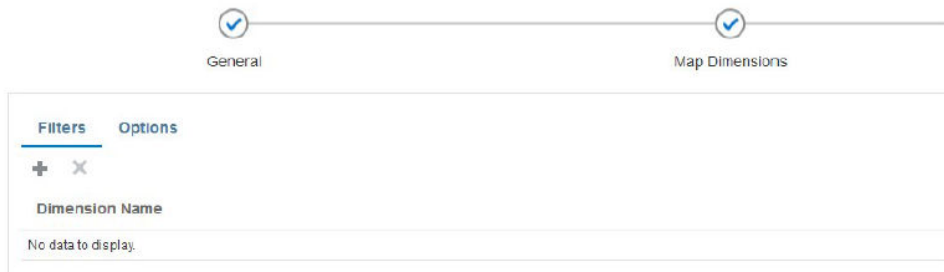 General
Map Dimensions
Filters
Options
Dimension Name
No data to display.